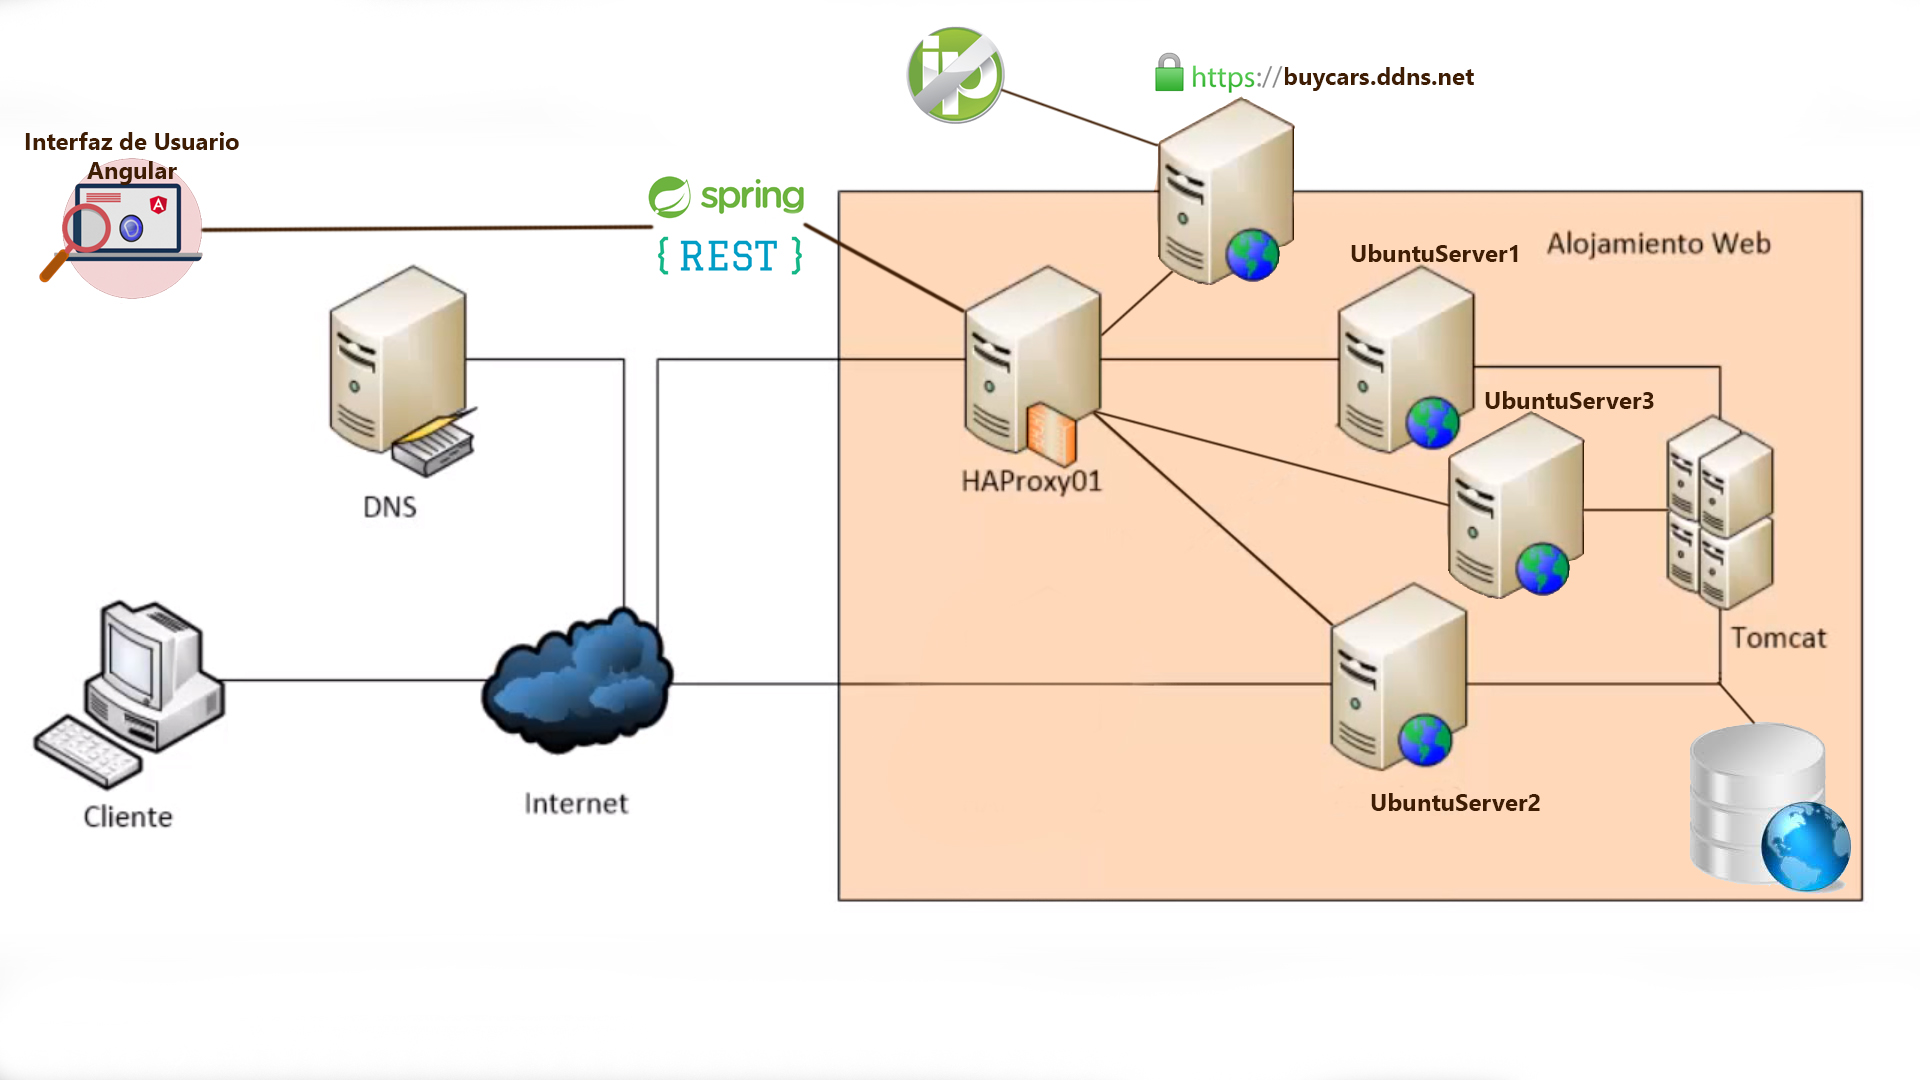 ip
https://buycars.ddns.net
Interfaz de Usuario
Angular
A
spring
{ REST }
UbuntuServer1
Alojamiento Web
UbuntuServer3
HAProxy01
DNS
Tomcat
UbuntuServer2
Internet
Cliente